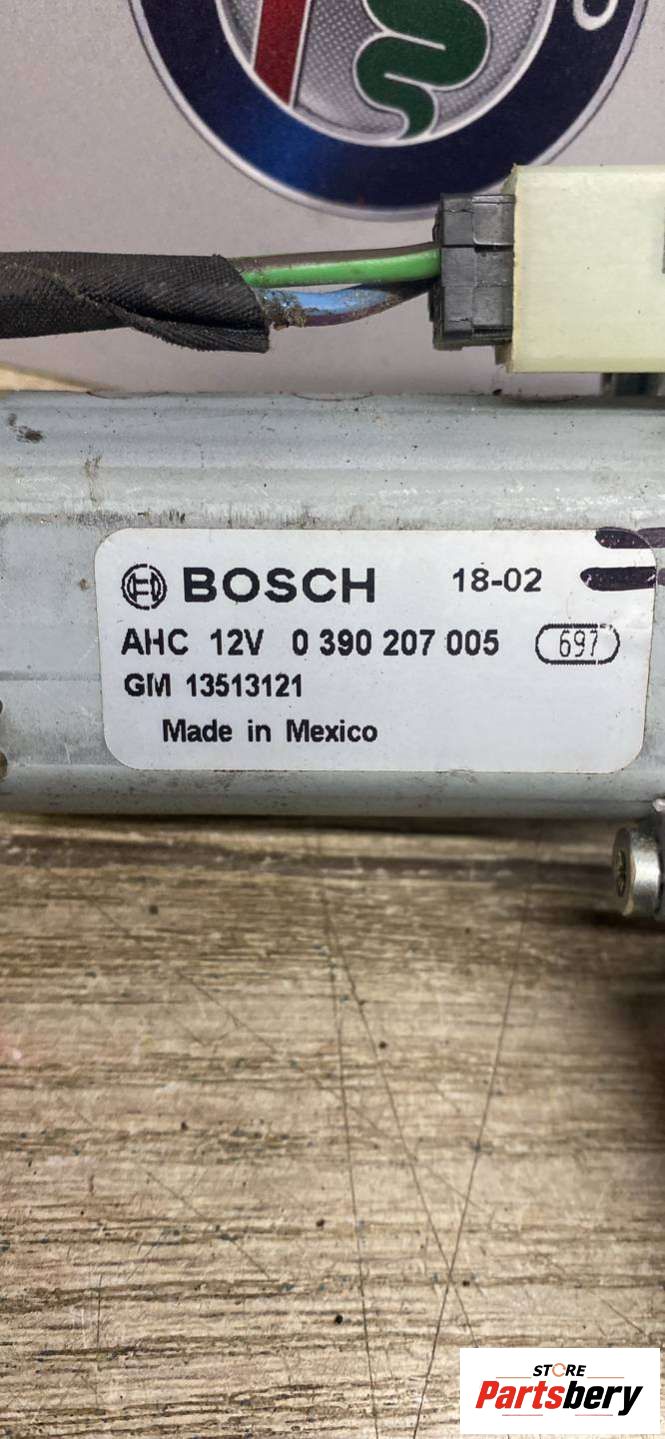 BOSCH 18-02
AHC 12V 0 390 207 005 697
GM 13513121
Made in Mexico
STORE
Partsbery